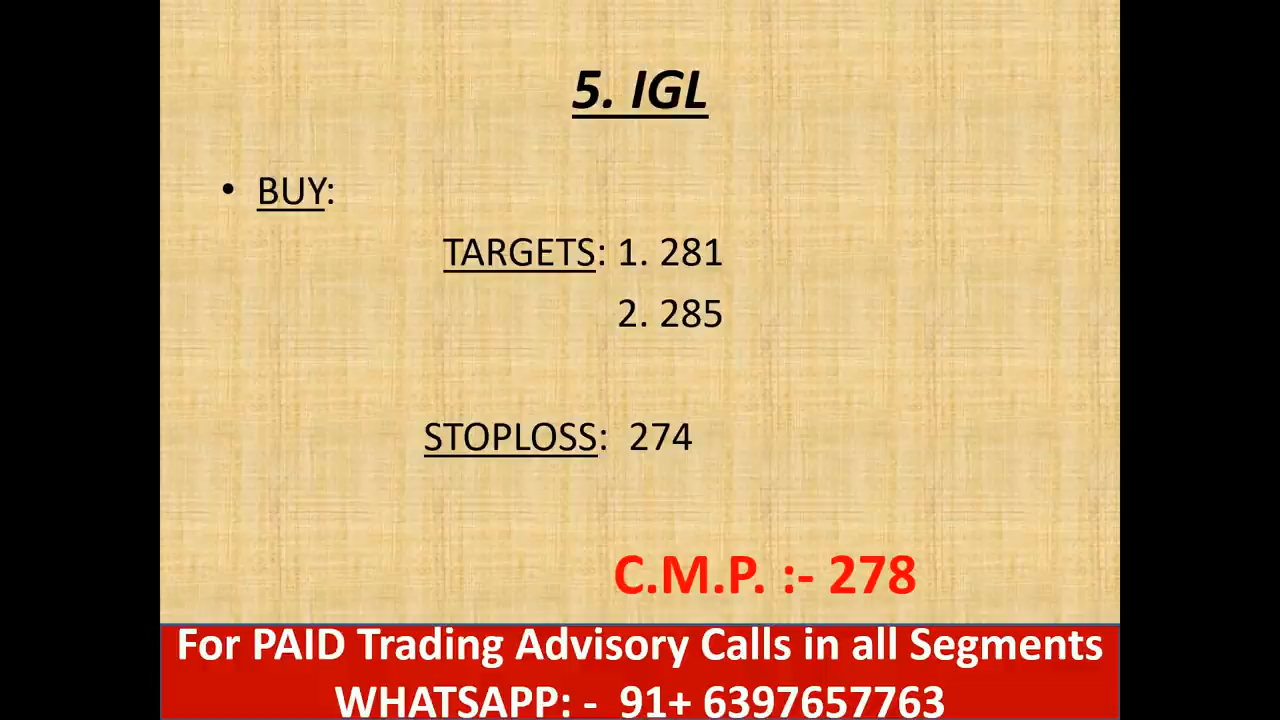 5. IGL
• BUY:
TARGETS: 1. 281
2. 285
STOPLOSS: 274
C.M.P. :- 278
For PAID Trading Advisory Calls in all Segments
WHATSAPP: - 91+ 6397657763